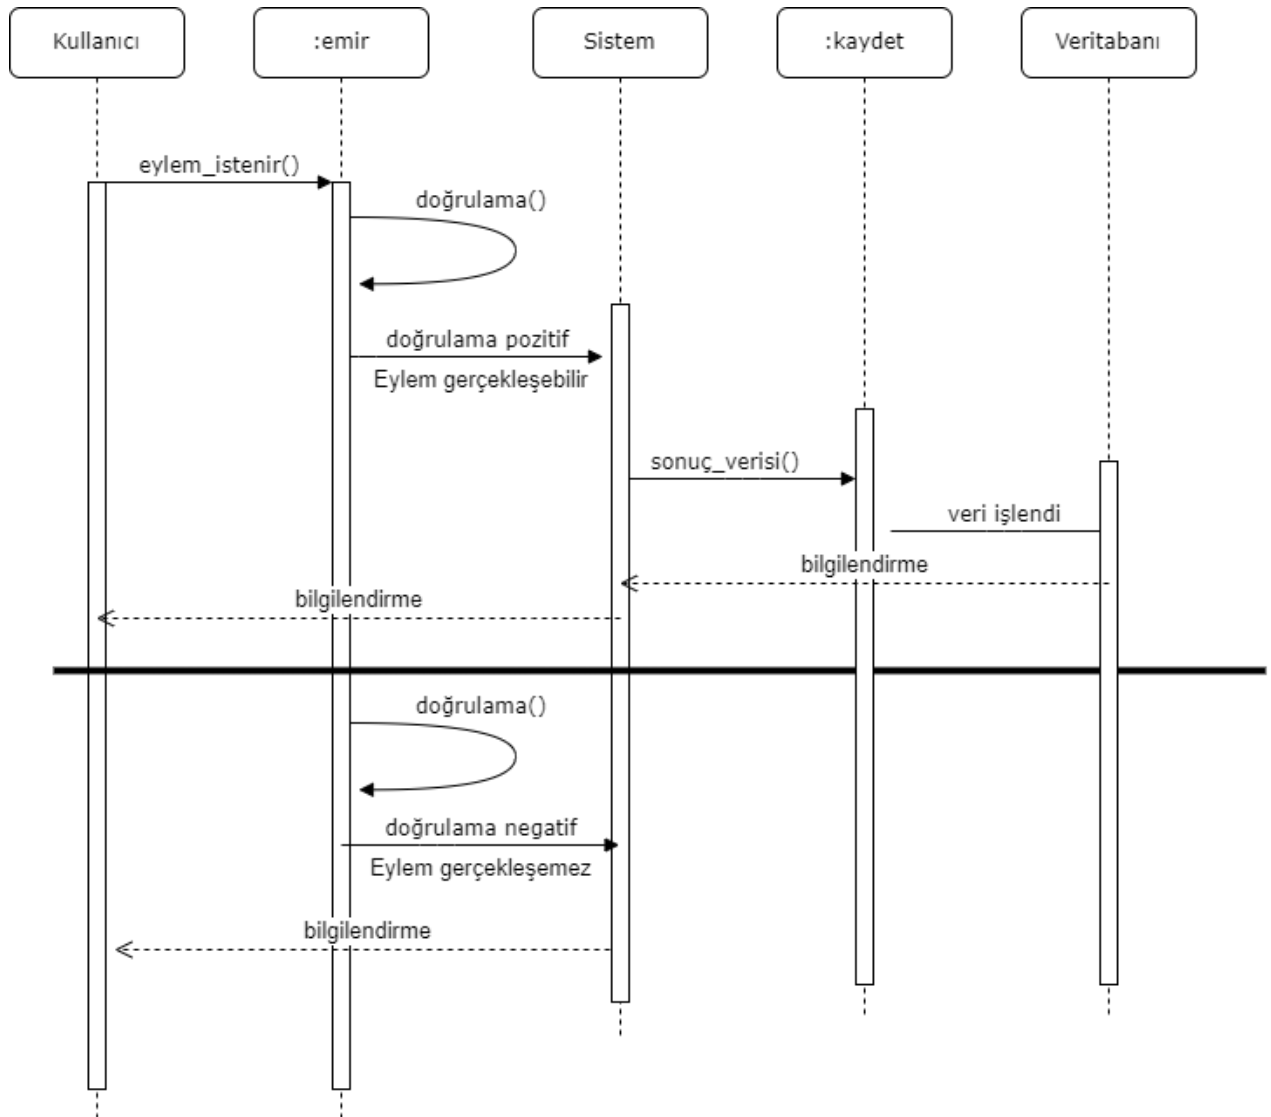 Kullanıcı
:emir
Sistem
:kaydet
Veritabanı
eylem_istenir()
doğrulama()
doğrulama pozitif
Eylem gerçekleşebilir
sonuç_verisi()
veri işlendi
bilgilendirme
bilgilendirme
doğrulama()
doğrulama negatif
Eylem gerçekleşemez
bilgilendirme